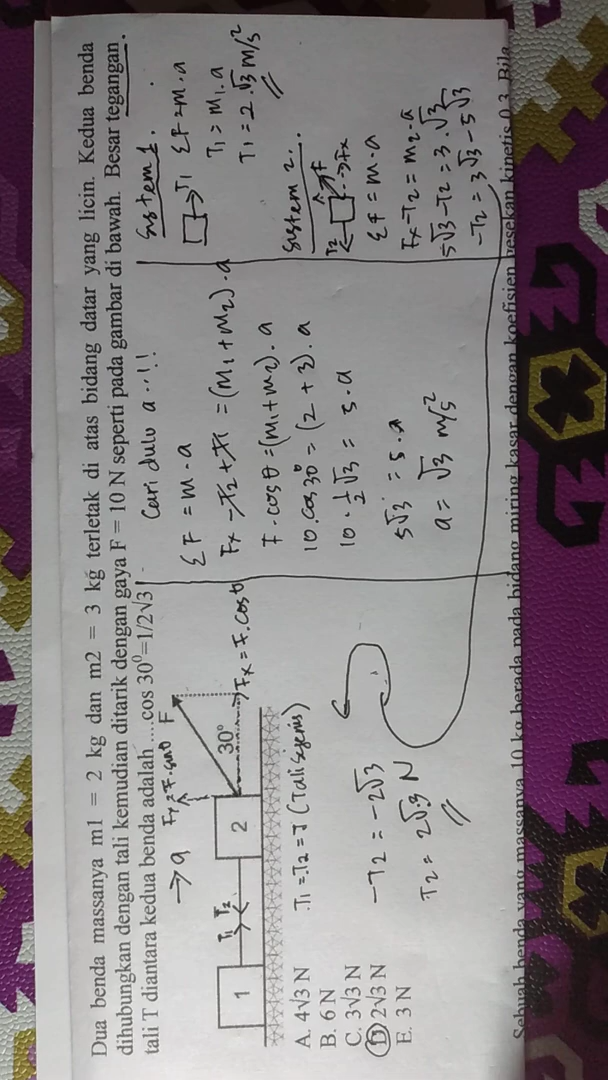 Dua benda massanya m1 = 2 kg dan m2 = 3 kg terletak di atas bidang datar yang licin. Kedua benda
dihubungkan dengan tali kemudian ditarik dengan gaya F = 10 N seperti pada gambar di bawah. Besar tegangan
tali T diantara kedua benda adalah ....cos 30⁰=1/2√3
→ a
Fy = F.sin θ
F
30°
Fx = F.cos θ
1
T1 T2
2
A. 4√3 N
B. 6 N
C. 3√3 N
D. 2√3 N
E. 3 N
T1 = T2 = T (Tali sejenis)
-T2 = -2√3
T2 = 2√3 N
Cari dulu a..!!
ΣF = m.a
Fx - T2 + T1 = (m1 + m2).a
F.cos θ = (m1 + m2).a
10.cos 30° = (2 + 3).a
10.½√3 = 5.a
5√3 = 5.a
a = √3 m/s²
System 1.
T1 ΣF = m.a
T1 = m1.a
T1 = 2.√3 m/s²
System 2.
T2 F Fx
ΣF = m.a
Fx - T2 = m2.a
5√3 - T2 = 3.√3
-T2 = 3√3 - 5√3
Sebuah benda yang massanya 10 kg berada pada bidang miring kasar dengan koefisien gesekan kinetis 0,3. Bila